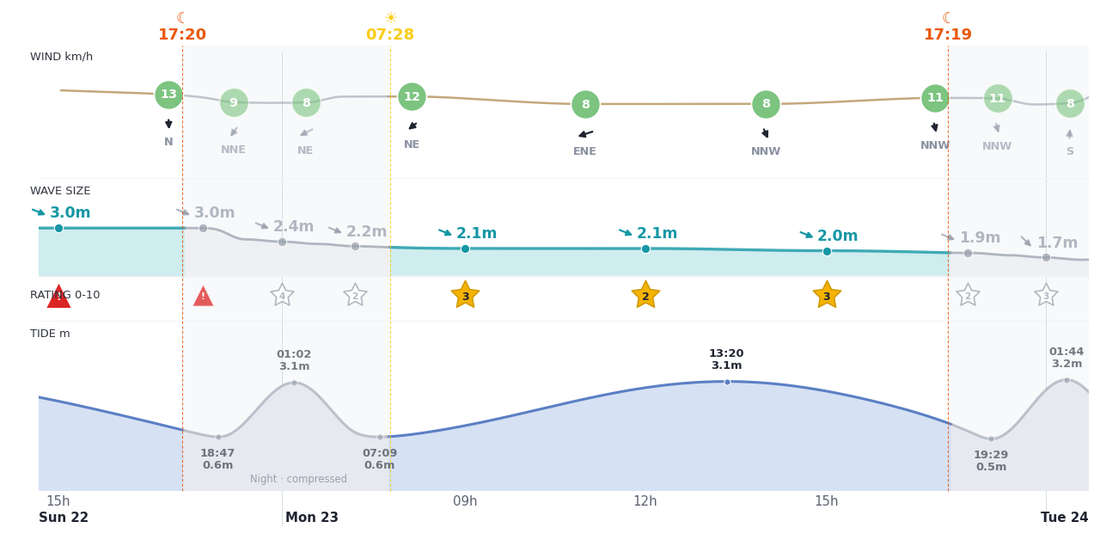 17:20
07:28
17:19
WIND km/h
13
9
8
12
8
8
11
11
8
N
NNE
NE
NE
ENE
NNW
NNW
NNW
S
WAVE SIZE
3.0m
3.0m
2.4m
2.2m
2.1m
2.1m
2.0m
1.9m
1.7m
RATING 0-10
!
!
4
2
3
2
3
2
3
TIDE m
01:02
3.1m
13:20
3.1m
01:44
3.2m
18:47
0.6m
07:09
0.6m
19:29
0.5m
Night · compressed
15h
09h
12h
15h
Sun 22
Mon 23
Tue 24